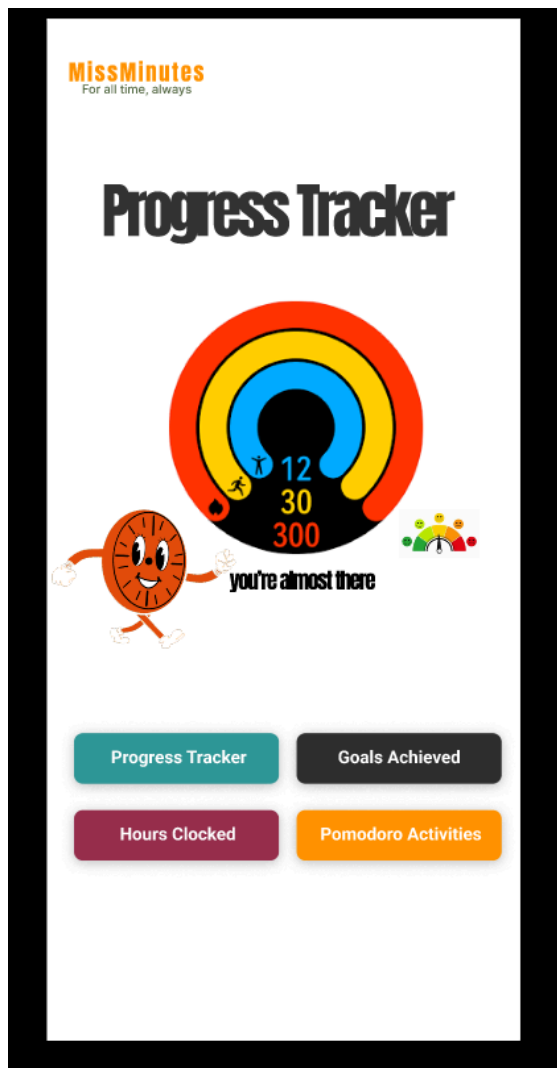 MissMinutes
For all time, always
Progress Tracker
12
30
300
you're almost there
Progress Tracker
Goals Achieved
Hours Clocked
Pomodoro Activities